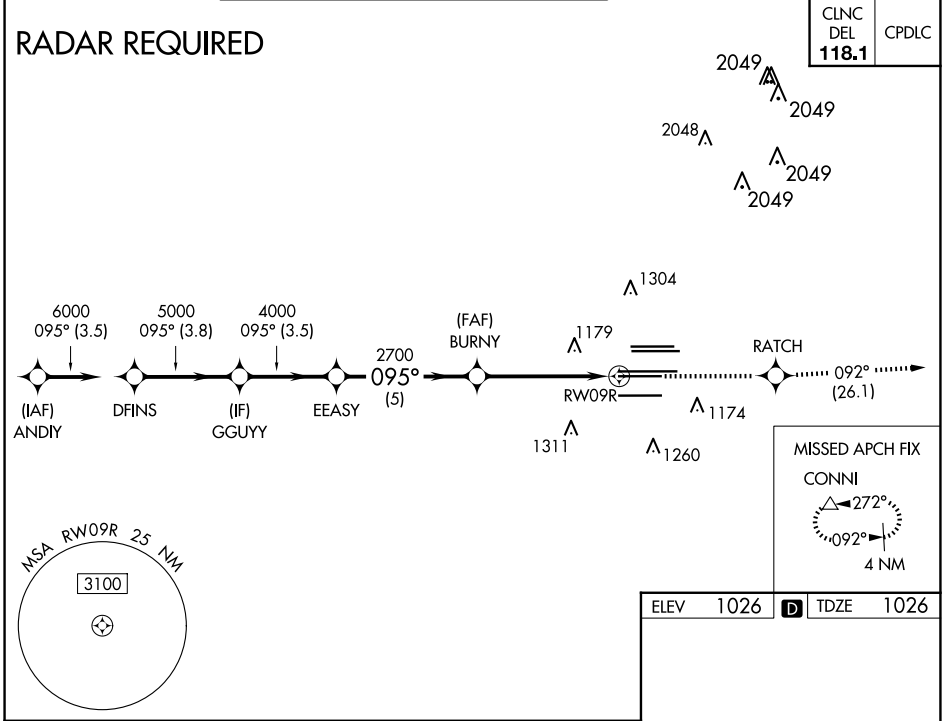 RADAR REQUIRED
CLNC
DEL
118.1
CPDLC
2049
2049
2048
2049
2049
1304
1179
6000
095° (3.5)
5000
095° (3.8)
4000
095° (3.5)
2700
095°
(5)
(FAF)
BURNY
RATCH
092°
(26.1)
(IAF)
ANDIY
DFINS
(IF)
GGUYY
EEASY
RW09R
1174
1311
1260
MISSED APCH FIX
CONNI
272°
092°
4 NM
MSA RW09R 25 NM
3100
ELEV 1026 D TDZE 1026